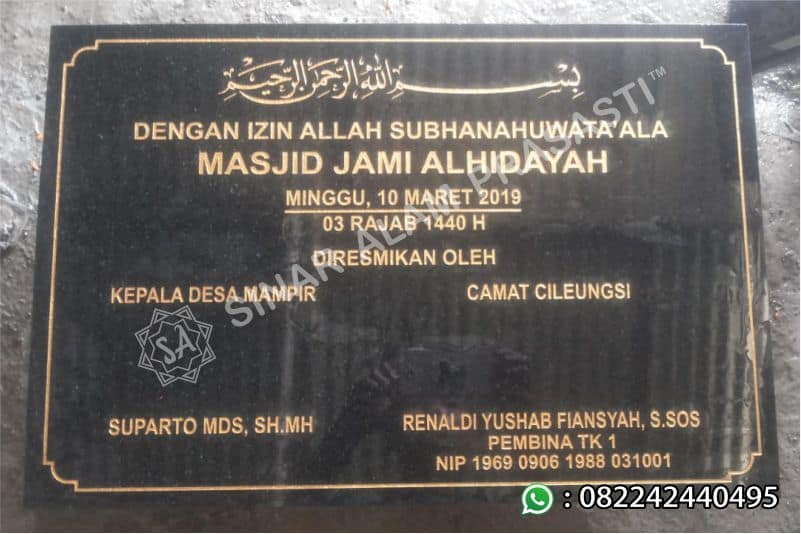 بسم الله الرحمن الرحيم
DENGAN IZIN ALLAH SUBHANAHUWATA'ALA
MASJID JAMI ALHIDAYAH
MINGGU, 10 MARET 2019
03 RAJAB 1440 H
DIRESMIKAN OLEH
KEPALA DESA MAMPIR
CAMAT CILEUNGSI
SUPARTO MDS, SH.MH
RENALDI YUSHAB FIANSYAH, S.SOS
PEMBINA TK 1
NIP 1969 0906 1988 031001
SA SINAR ALAM PRASASTI™
: 082242440495